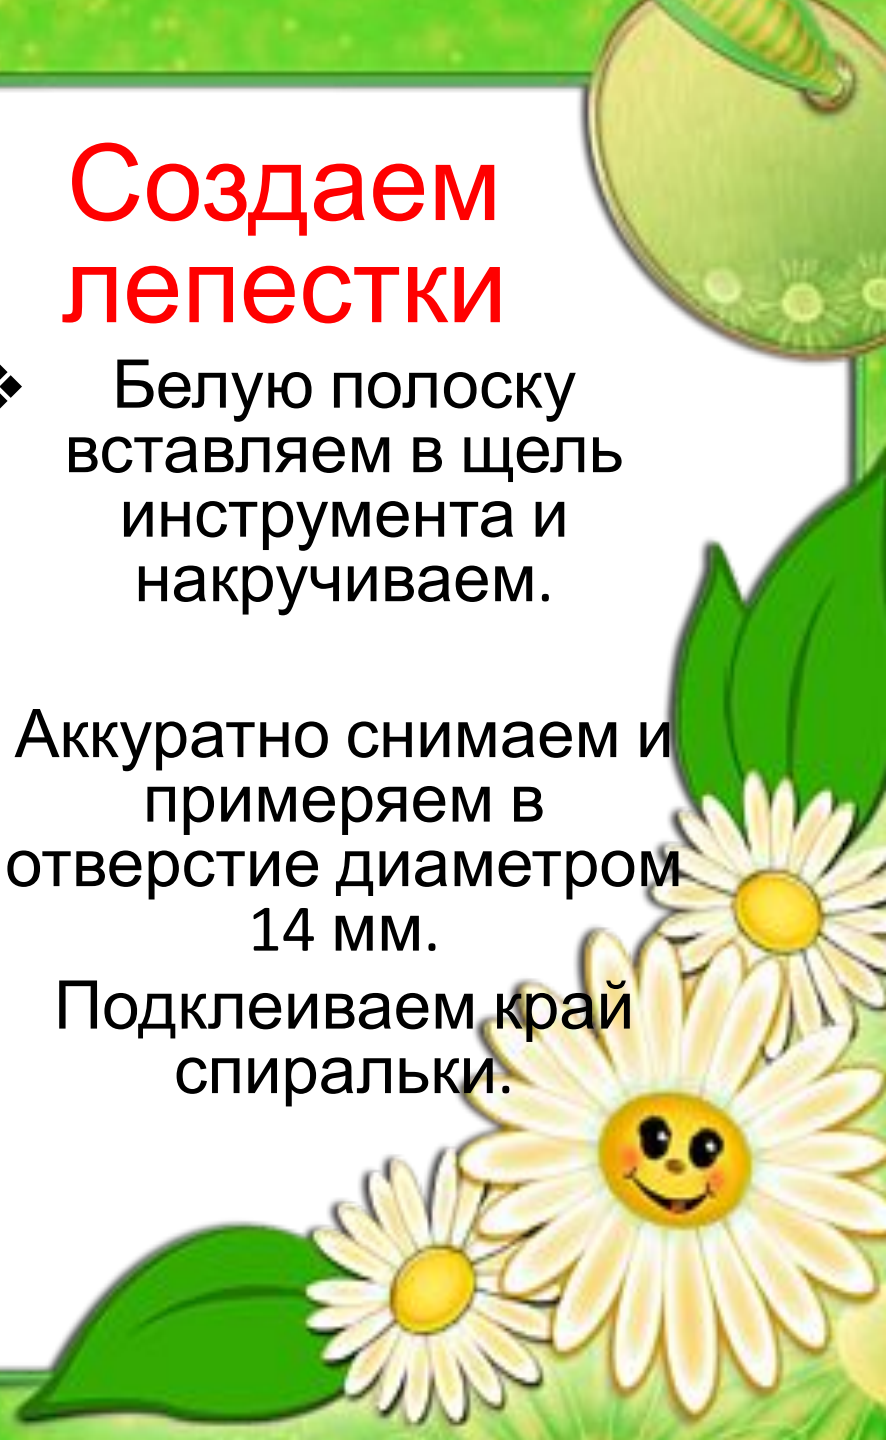 Создаем
лепестки
Белую полоску
вставляем в щель
инструмента и
накручиваем.
Аккуратно снимаем и
примеряем в
отверстие диаметром
14 мм.
Подклеиваем край
спиральки.